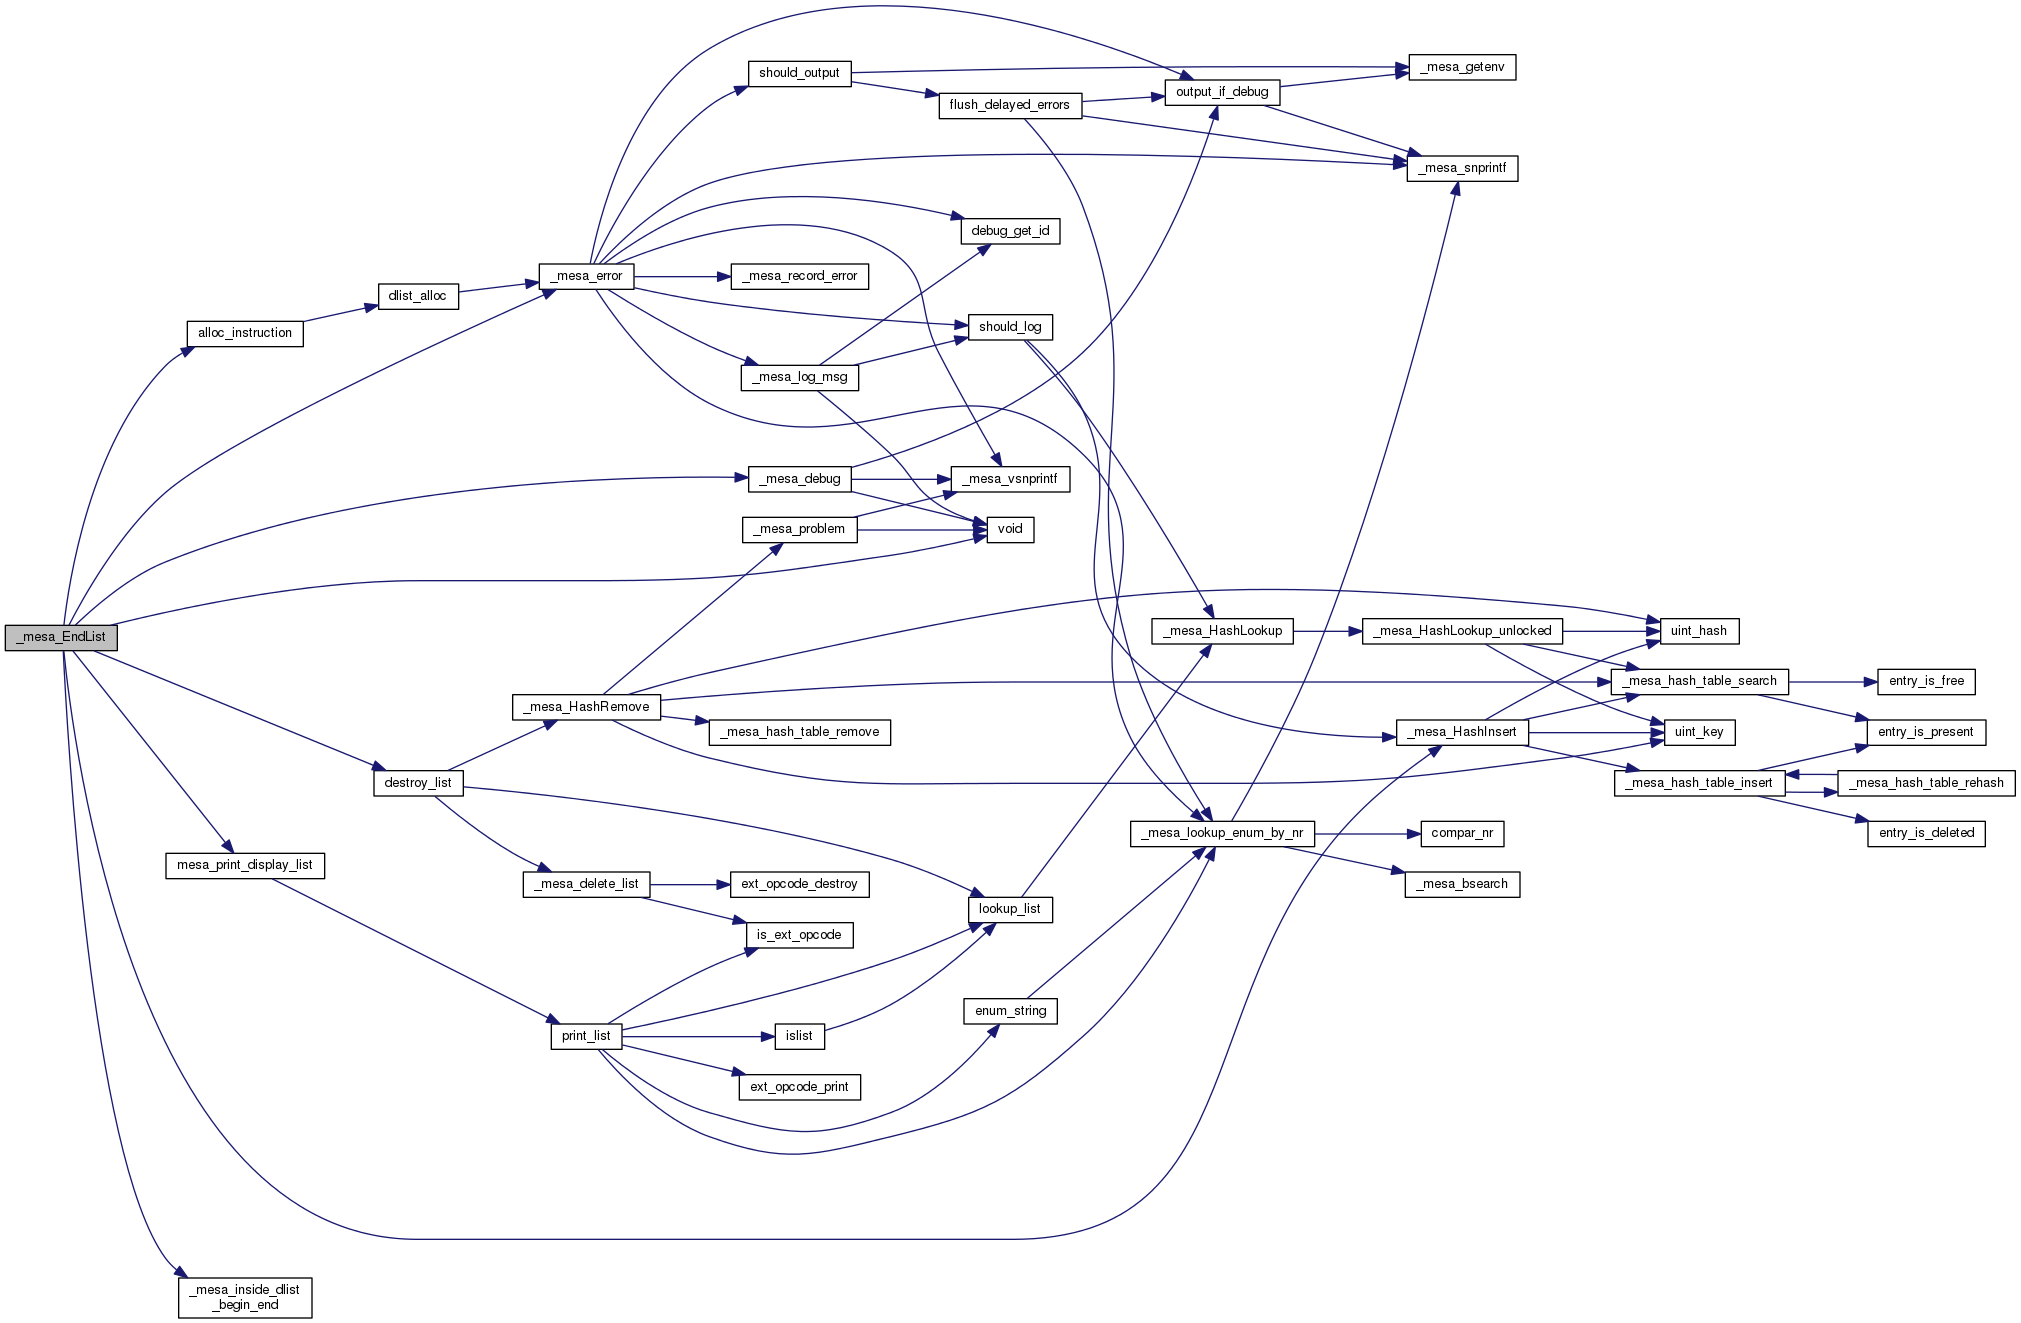 should_output
_mesa_getenv
output_if_debug
flush_delayed_errors
_mesa_snprintf
debug_get_id
_mesa_error
_mesa_record_error
dlist_alloc
should_log
alloc_instruction
_mesa_log_msg
_mesa_debug
_mesa_vsnprintf
_mesa_problem
void
_mesa_EndList
_mesa_HashLookup
_mesa_HashLookup_unlocked
uint_hash
_mesa_hash_table_search
entry_is_free
_mesa_HashRemove
_mesa_hash_table_remove
_mesa_HashInsert
uint_key
entry_is_present
destroy_list
_mesa_hash_table_insert
_mesa_hash_table_rehash
_mesa_lookup_enum_by_nr
compar_nr
entry_is_deleted
mesa_print_display_list
_mesa_delete_list
ext_opcode_destroy
_mesa_bsearch
lookup_list
is_ext_opcode
enum_string
print_list
islist
ext_opcode_print
_mesa_inside_dlist
_begin_end